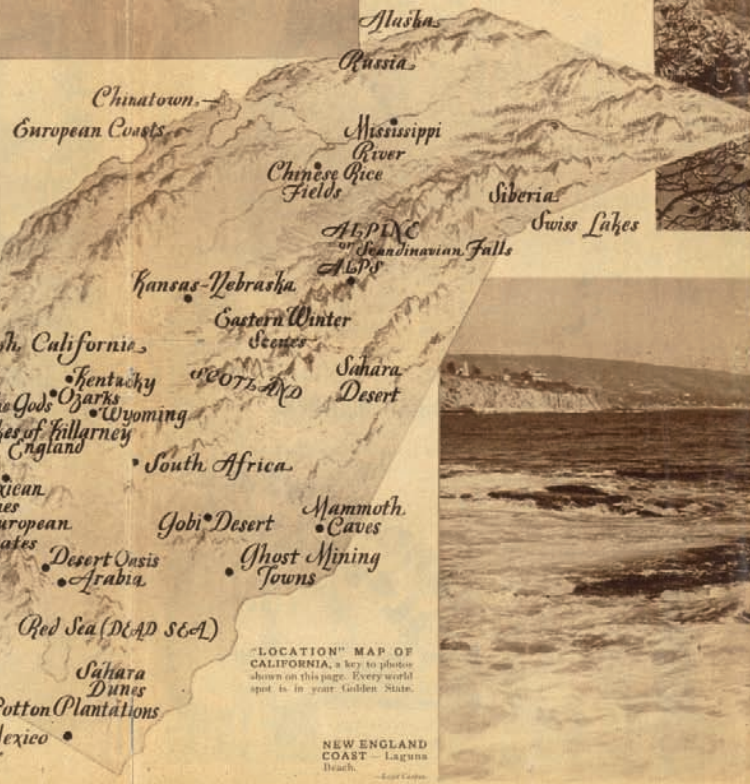 Alaska
Russia
Chinatown
European Coasts
Mississippi
River
Chinese Rice
Fields
Siberia
Swiss Lakes
ALPINE
or Scandinavian Falls
ALPS
Kansas-Nebraska
Eastern Winter
Scenes
California
SCOTLAND
Sahara
Desert
Kentucky
Gods
Ozarks
Wyoming
of Killarney
England
South Africa
Gobi Desert
Mammoth
Caves
Desert Oasis
Arabia
Ghost Mining
Towns
Red Sea (DEAD SEA)
Sahara
Dunes
Plantations
"LOCATION" MAP OF
CALIFORNIA, a key to photos
shown on this page. Every world
spot is in your Golden State.
NEW ENGLAND
COAST — Laguna
Beach.